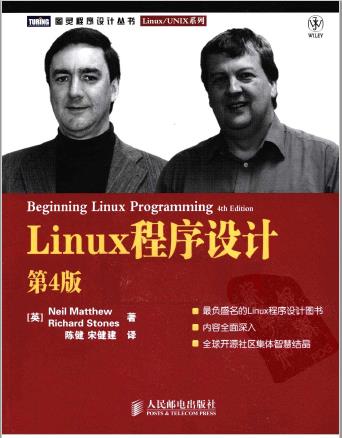 TURING 图灵程序设计丛书 Linux/UNIX系列
WILEY
Beginning Linux Programming 4th Edition
Linux程序设计
第4版
[英] Neil Matthew
Richard Stones 著
陈健 宋健建 译
最负盛名的Linux程序设计图书
内容全面深入
全球开源社区集体智慧结晶
人民邮电出版社
POSTS & TELECOM PRESS